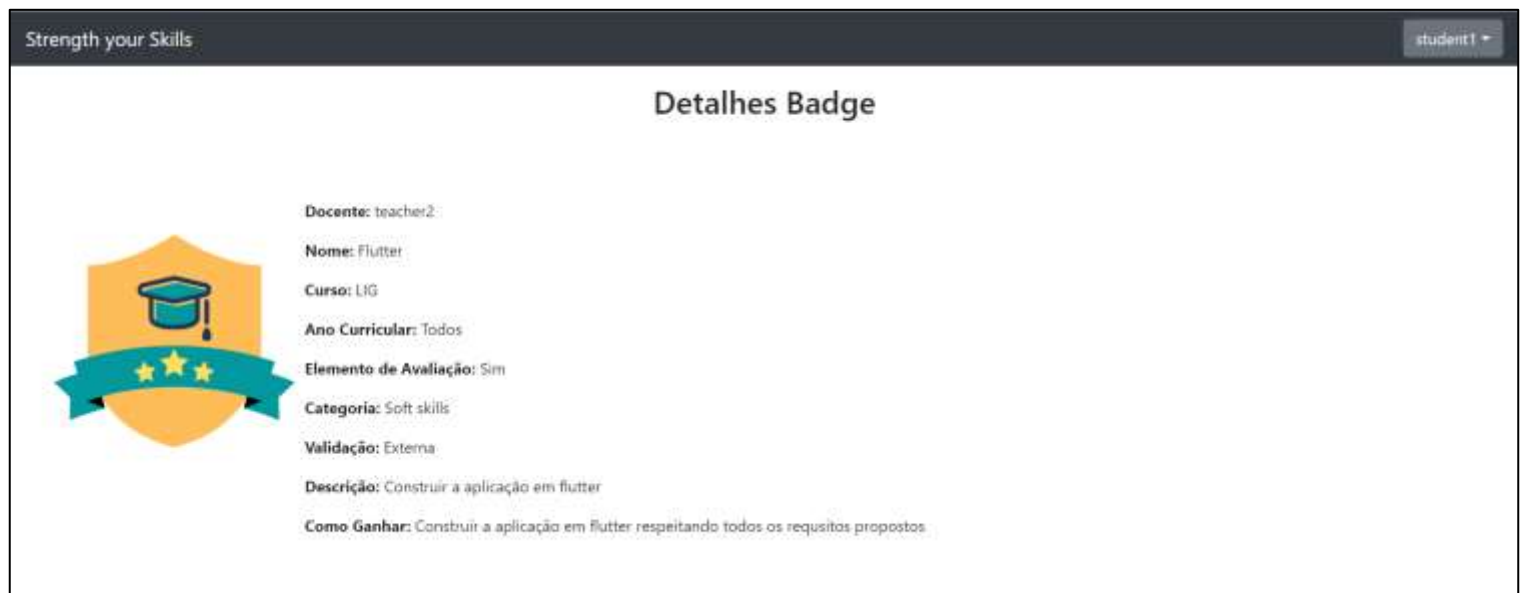 Strength your Skills
student1
Detalhes Badge
Docente: teacher2
Nome: Flutter
Curso: LIG
Ano Curricular: Todos
Elemento de Avaliação: Sim
Categoria: Soft skills
Validação: Externa
Descrição: Construir a aplicação em flutter
Como Ganhar: Construir a aplicação em flutter respeitando todos os requsitos propostos